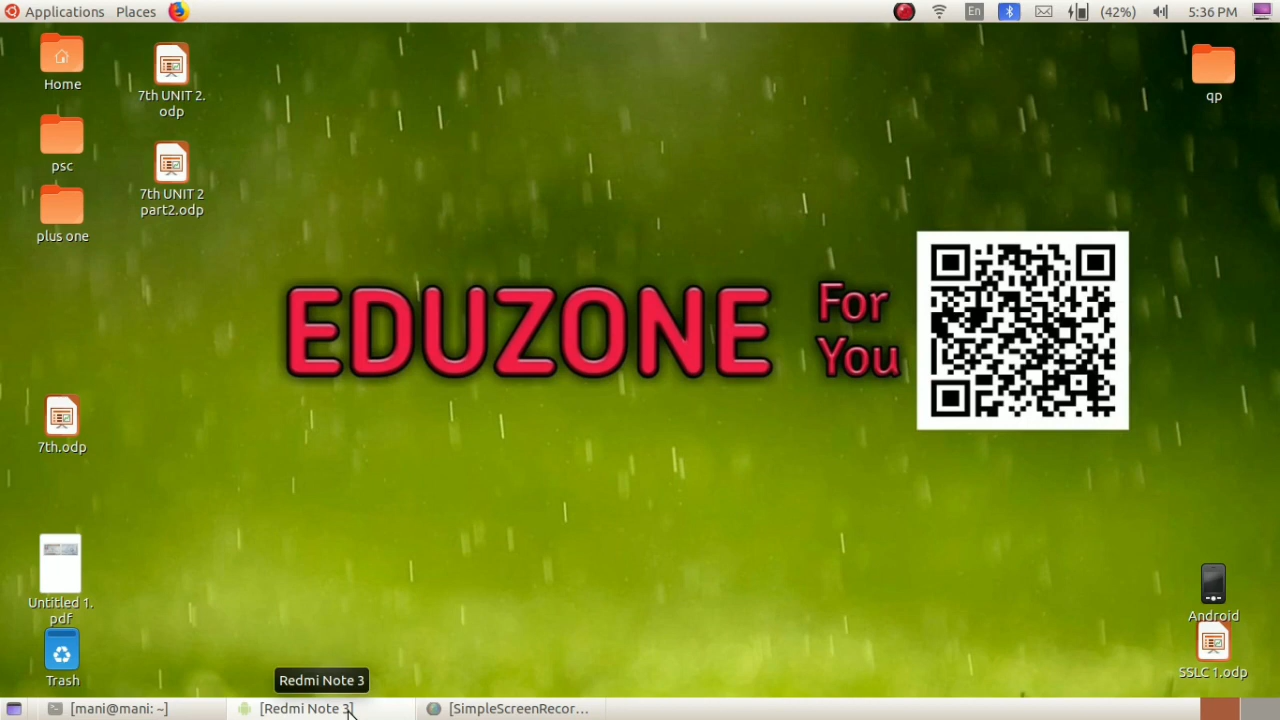 Applications Places En (42%) 5:36 PM
Home
7th UNIT 2.
odp
qp
psc
7th UNIT 2
part2.odp
plus one
EDUZONE For
You
7th.odp
Untitled 1.
pdf
Android
Trash
SSLC 1.odp
Redmi Note 3
[mani@mani: ~] [Redmi Note 3] [SimpleScreenRecor...